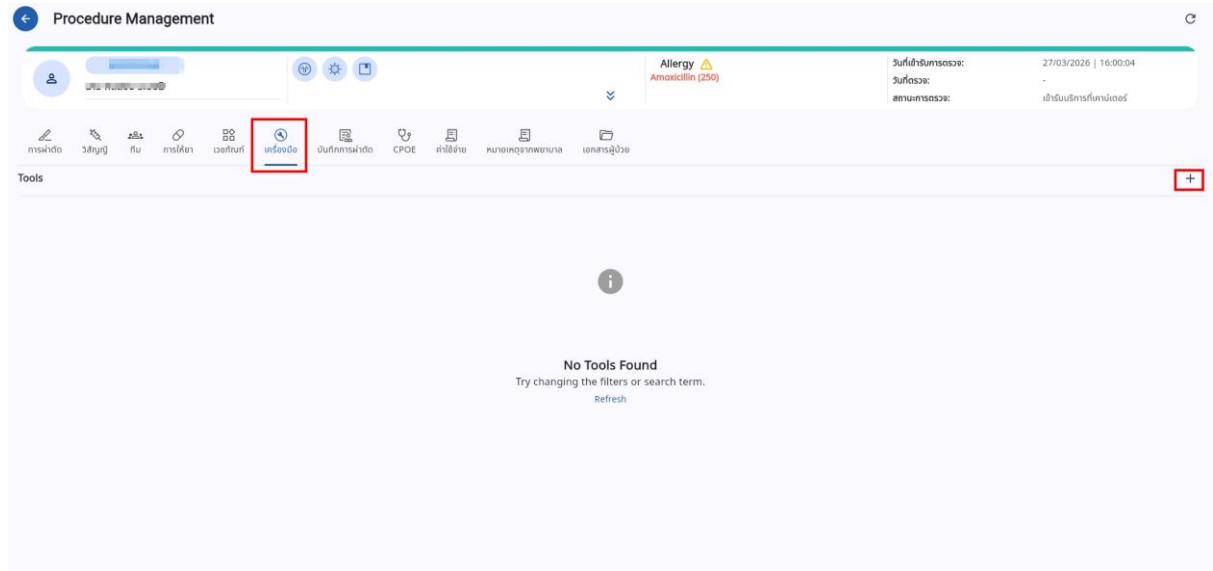 Procedure Management
Allergy
Amoxicillin (250)
วันที่เข้ารับการตรวจ: 27/03/2026 | 16:00:04
วันที่ตรวจ: -
สถานะการตรวจ: เข้ารับบริการที่เคาน์เตอร์
การผ่าตัด วิสัญญี ทีม การให้ยา เวชภัณฑ์ เครื่องมือ บันทึกการผ่าตัด CPOE ค่าใช้จ่าย หมายเหตุจากพยาบาล เอกสารผู้ป่วย
Tools
No Tools Found
Try changing the filters or search term.
Refresh